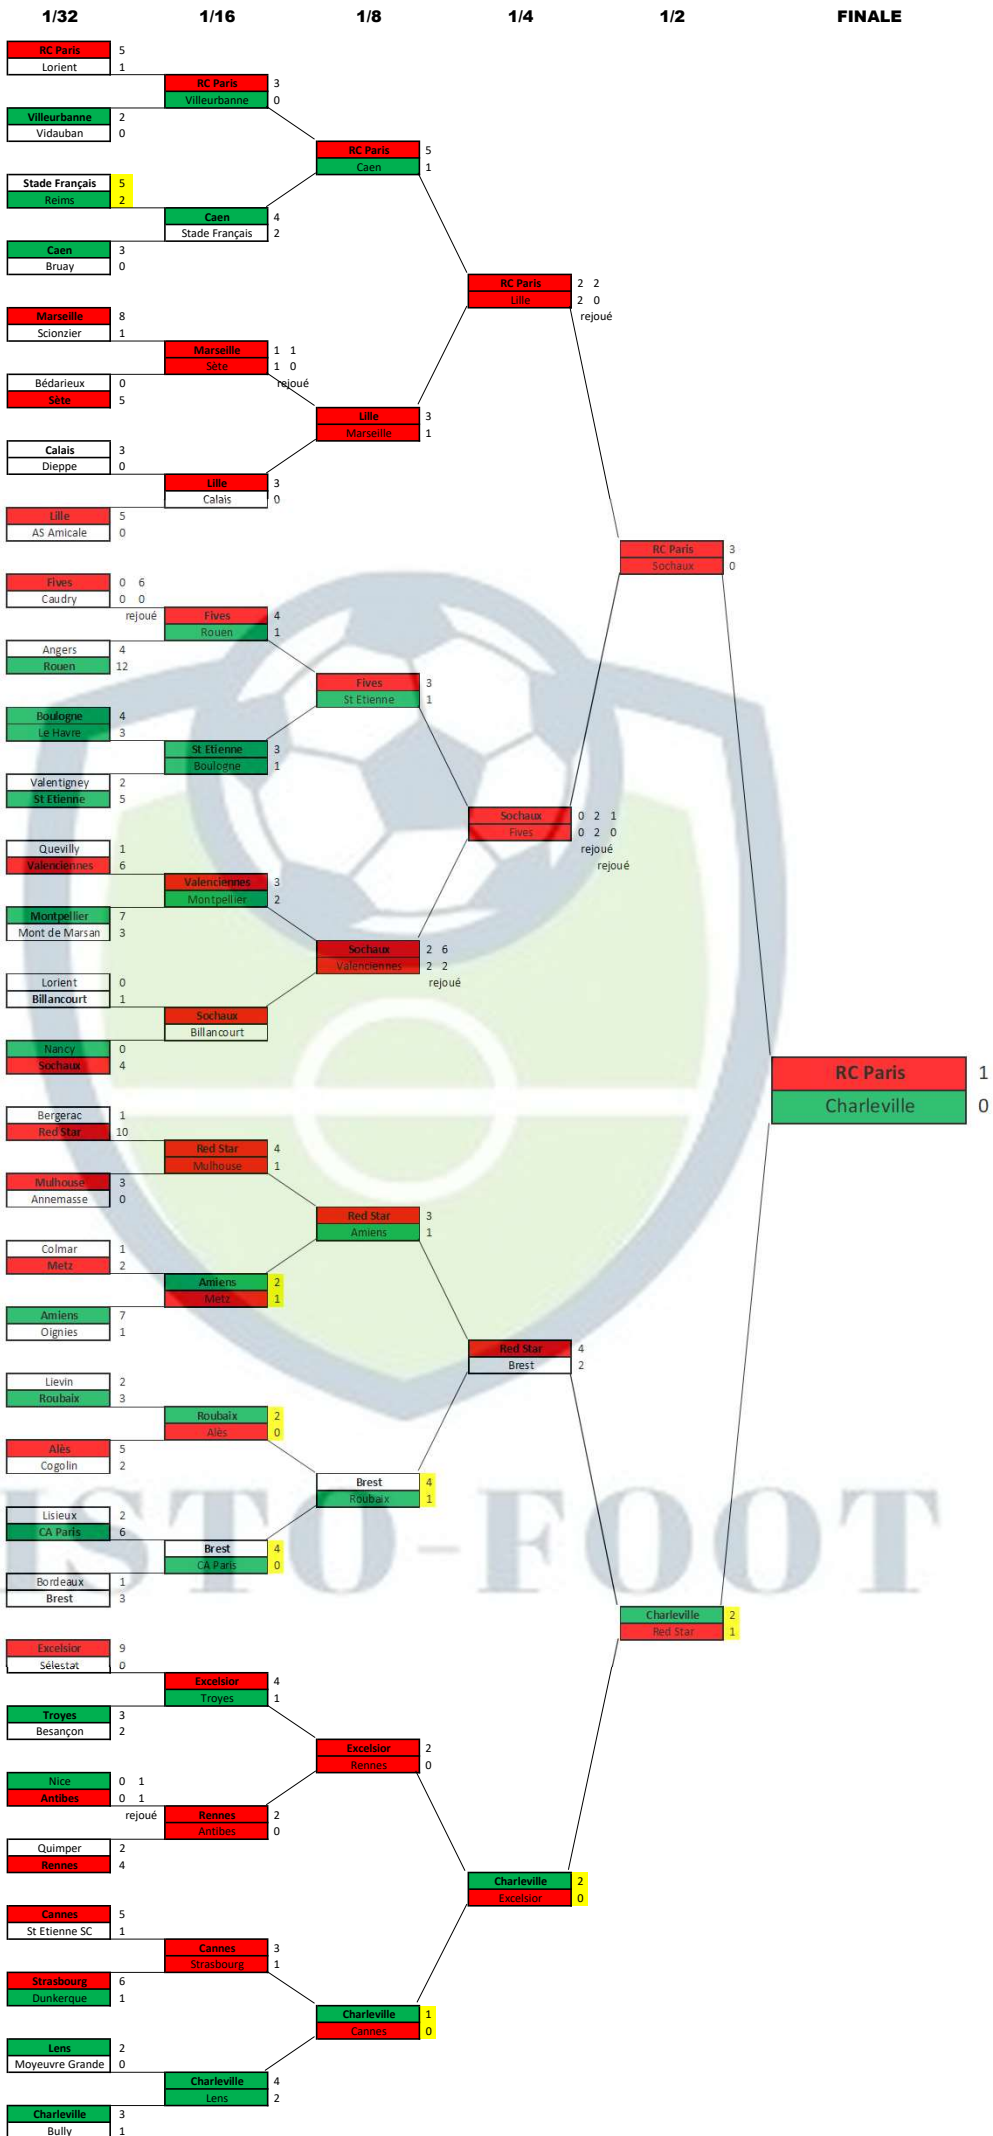 1/32 1/16 1/8 1/4 1/2 FINALE
RC Paris 5
Lorient 1
RC Paris 3
Villeurbanne 0
Villeurbanne 2
Vidauban 0
RC Paris 5
Caen 1
Stade Français 5
Reims 2
Caen 4
Stade Français 2
Caen 3
Bruay 0
RC Paris 2 2
Lille 2 0
rejoué
Marseille 8
Scionzier 1
Marseille 1 1
Sète 1 0
rejoué
Bédarieux 0
Sète 5
Lille 3
Marseille 1
Calais 3
Dieppe 0
Lille 3
Calais 0
Lille 5
AS Amicale 0
RC Paris 3
Sochaux 0
Fives 0 6
Caudry 0 0
rejoué
Fives 4
Rouen 1
Angers 4
Rouen 12
Fives 3
St Etienne 1
Boulogne 4
Le Havre 3
St Etienne 3
Boulogne 1
Valentigney 2
St Etienne 5
Sochaux 0 2 1
Fives 0 2 0
rejoué
rejoué
Quevilly 1
Valenciennes 6
Valenciennes 3
Montpellier 2
Montpellier 7
Mont de Marsan 3
Sochaux 2 6
Valenciennes 2 2
rejoué
Lorient 0
Billancourt 1
Sochaux
Billancourt
Nancy 0
Sochaux 4
RC Paris 1
Charleville 0
Bergerac 1
Red Star 10
Red Star 4
Mulhouse 1
Mulhouse 3
Annemasse 0
Red Star 3
Amiens 1
Colmar 1
Metz 2
Amiens 2
Metz 1
Amiens 7
Oignies 1
Red Star 4
Brest 2
Lievin 2
Roubaix 3
Roubaix 2
Alès 0
Alès 5
Cogolin 2
Brest 4
Roubaix 1
Lisieux 2
CA Paris 6
Brest 4
CA Paris 0
Bordeaux 1
Brest 3
ISTO-FOOT
Charleville 2
Red Star 1
Excelsior 9
Sélestat 0
Excelsior 4
Troyes 1
Troyes 3
Besançon 2
Excelsior 2
Rennes 0
Nice 0 1
Antibes 0 1
rejoué
Rennes 2
Antibes 0
Quimper 2
Rennes 4
Charleville 2
Excelsior 0
Cannes 5
St Etienne SC 1
Cannes 3
Strasbourg 1
Strasbourg 6
Dunkerque 1
Charleville 1
Cannes 0
Lens 2
Moyeuvre Grande 0
Charleville 4
Lens 2
Charleville 3
Bully 1